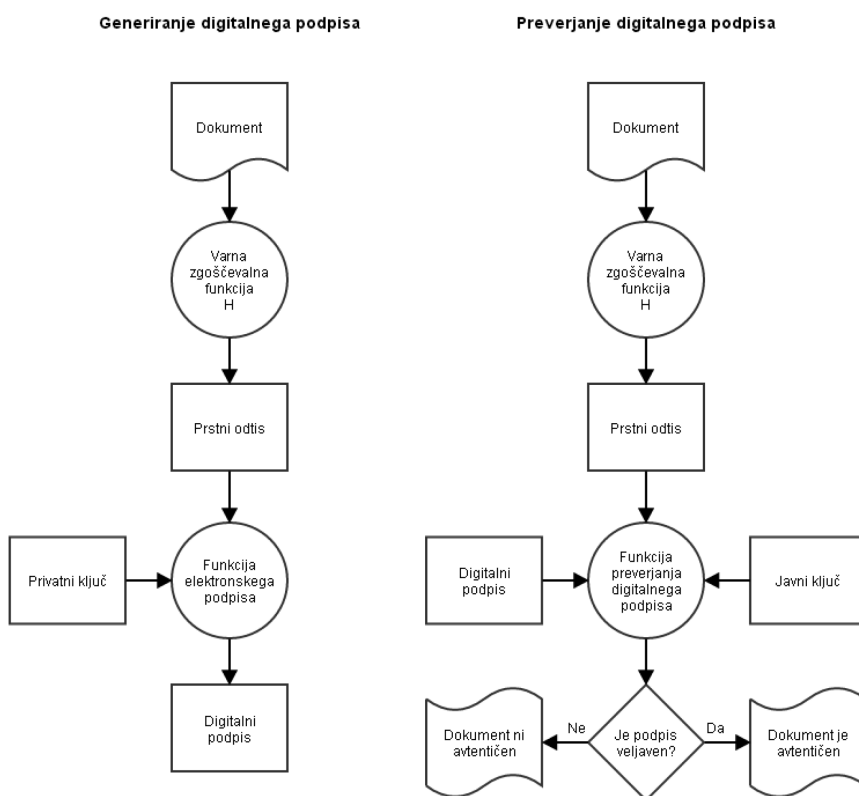 Generiranje digitalnega podpisa
Dokument
Varna
zgoščevalna
funkcija
H
Prstni odtis
Privatni ključ
Funkcija
elektronskega
podpisa
Digitalni
podpis
Preverjanje digitalnega podpisa
Dokument
Varna
zgoščevalna
funkcija
H
Prstni odtis
Digitalni
podpis
Funkcija
preverjanja
digitalnega
podpisa
Javni ključ
Dokument ni
avtentičen
Ne
Je podpis
veljaven?
Da
Dokument je
avtentičen